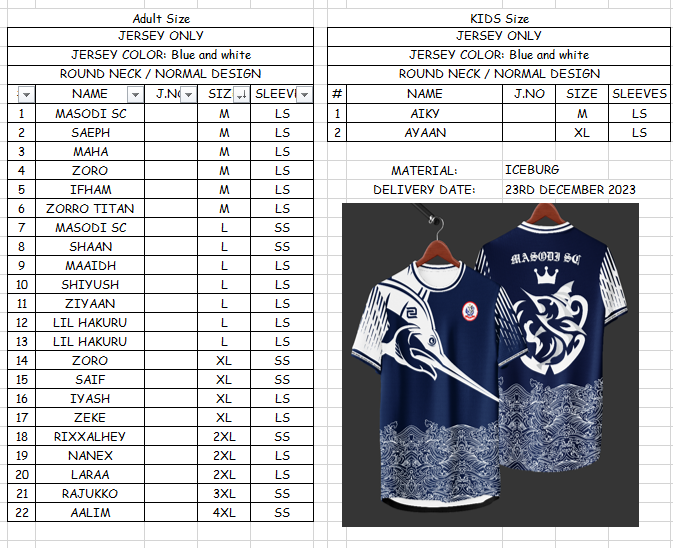 Adult Size
JERSEY ONLY
JERSEY COLOR: Blue and white
ROUND NECK / NORMAL DESIGN
NAME J.NO SIZ SLEEV
1 MASODI SC M LS
2 SAEPH M LS
3 MAHA M LS
4 ZORO M LS
5 IFHAM M LS
6 ZORRO TITAN M LS
7 MASODI SC L SS
8 SHAAN L SS
9 MAAIDH L LS
10 SHIYUSH L LS
11 ZIYAAN L LS
12 LIL HAKURU L LS
13 LIL HAKURU L LS
14 ZORO XL SS
15 SAIF XL SS
16 IYASH XL LS
17 ZEKE XL LS
18 RIXXALHEY 2XL SS
19 NANEX 2XL LS
20 LARAA 2XL LS
21 RAJUKKO 3XL SS
22 AALIM 4XL SS
KIDS Size
JERSEY ONLY
JERSEY COLOR: Blue and white
ROUND NECK / NORMAL DESIGN
# NAME J.NO SIZE SLEEVES
1 AIKY M LS
2 AYAAN XL LS
MATERIAL: ICEBURG
DELIVERY DATE: 23RD DECEMBER 2023
MASODI SC